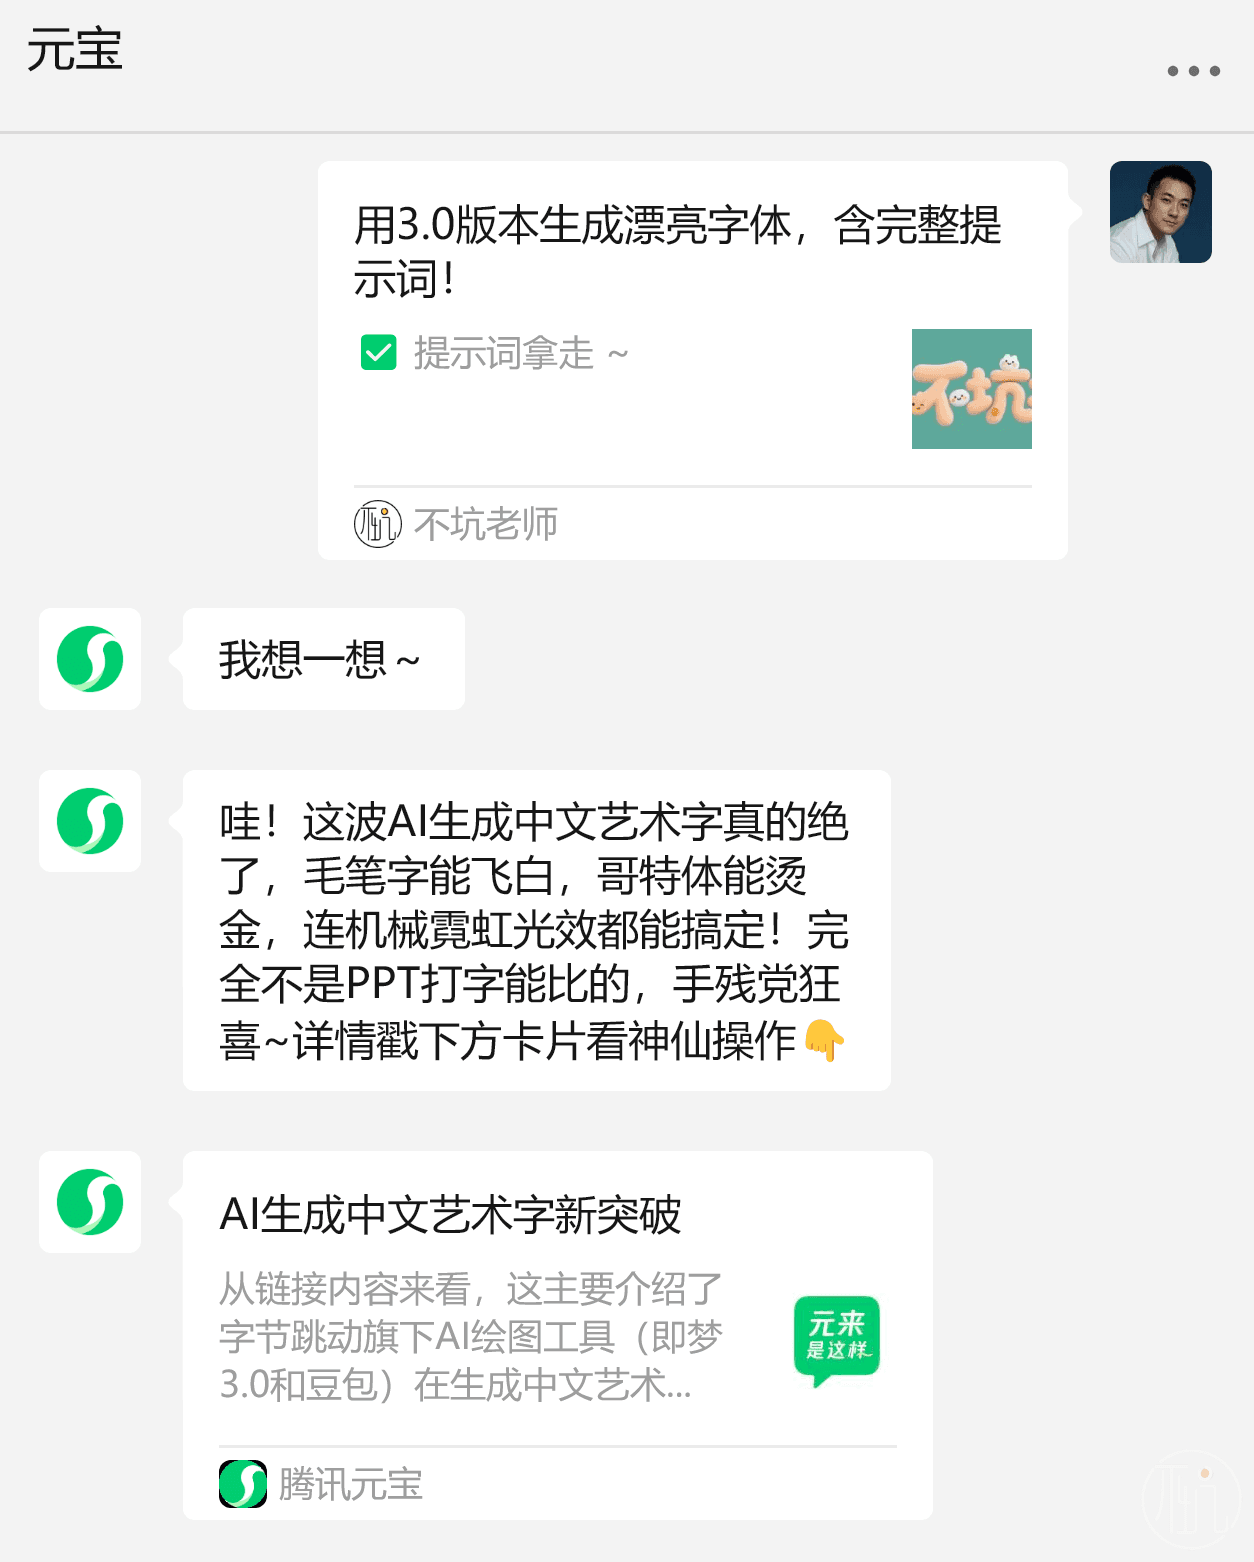 元宝
用3.0版本生成漂亮字体，含完整提
示词！
提示词拿走 ~
不坑
不坑
不坑老师
我想一想 ~
哇！这波AI生成中文艺术字真的绝
了，毛笔字能飞白，哥特体能烫
金，连机械霓虹光效都能搞定！完
全不是PPT打字能比的，手残党狂
喜~详情戳下方卡片看神仙操作👇
AI生成中文艺术字新突破
从链接内容来看，这主要介绍了
字节跳动旗下AI绘图工具（即梦
3.0和豆包）在生成中文艺术...
元来
是这样
腾讯元宝
不坑